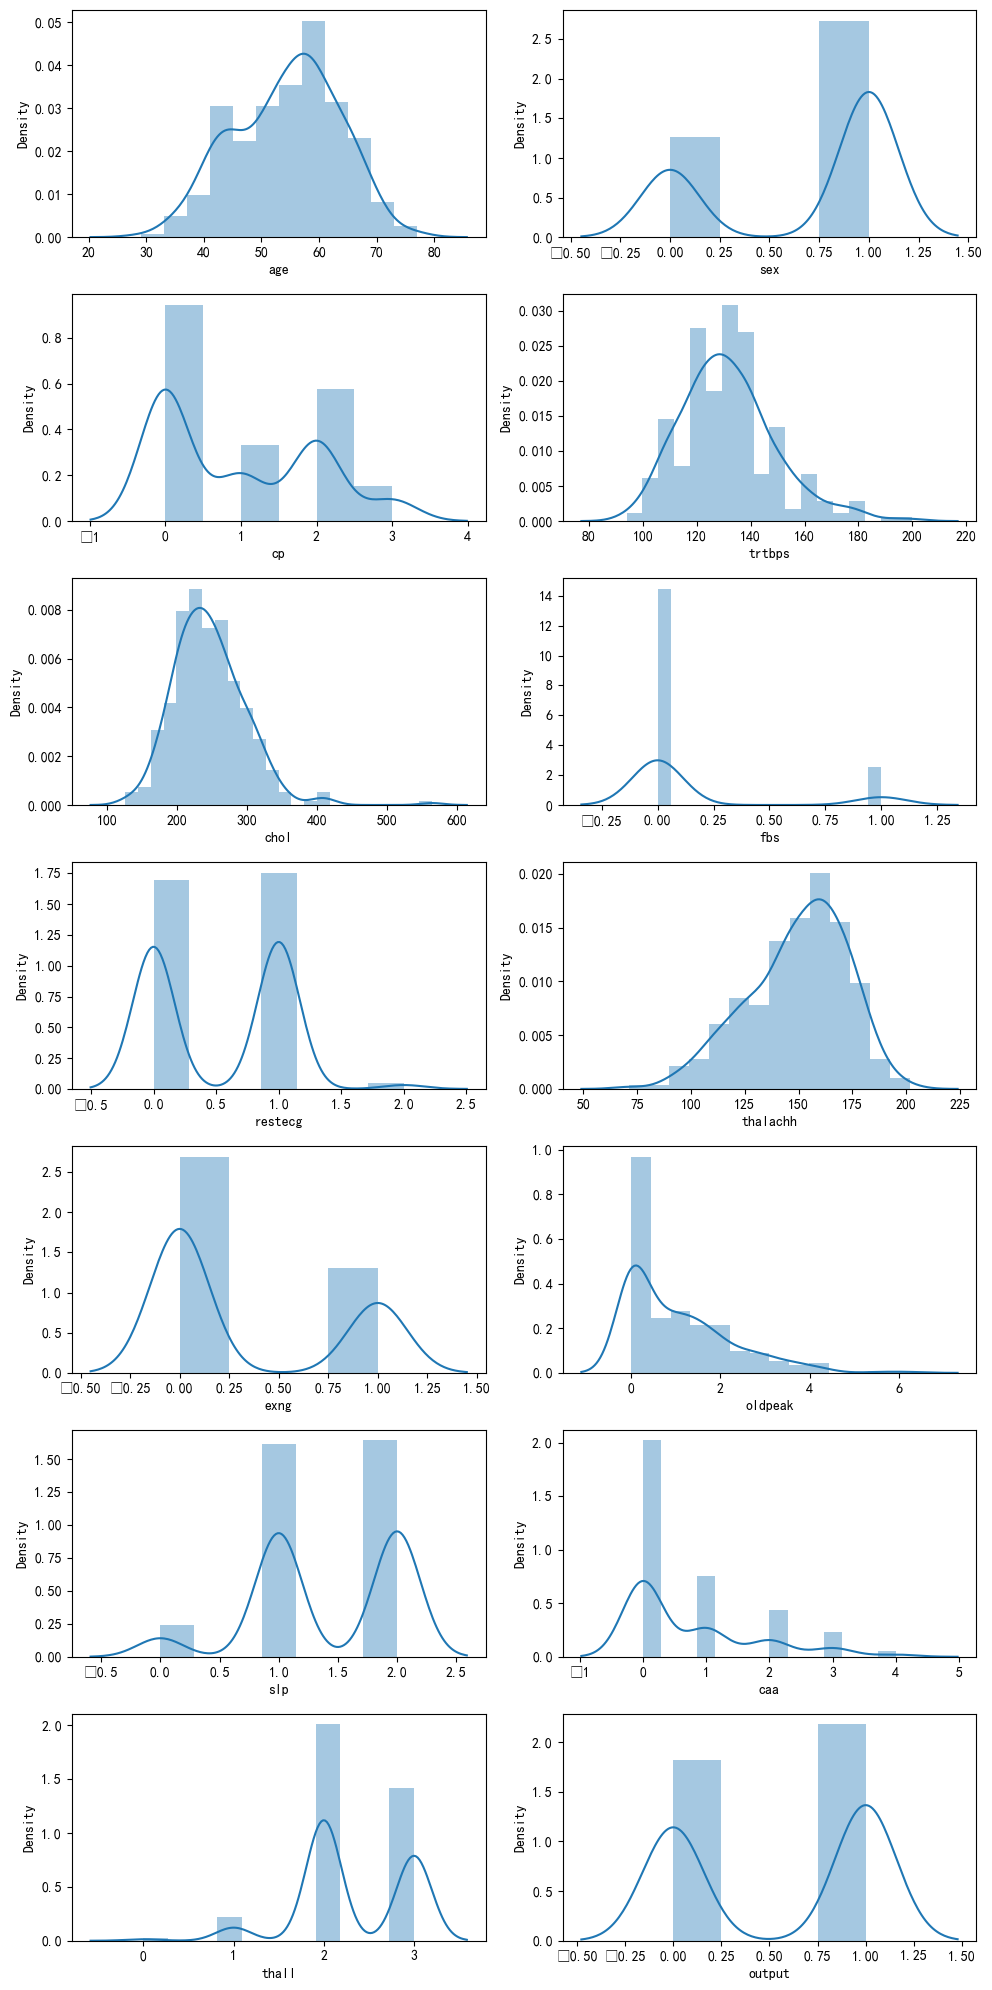 0.05
0.04
0.03
0.02
0.01
0.00
Density
20 30 40 50 60 70 80
age
2.5
2.0
1.5
1.0
0.5
0.0
Density
□0.50 □0.25 0.00 0.25 0.50 0.75 1.00 1.25 1.50
sex
0.8
0.6
0.4
0.2
0.0
Density
□1 0 1 2 3 4
cp
0.030
0.025
0.020
0.015
0.010
0.005
0.000
Density
80 100 120 140 160 180 200 220
trtbps
0.008
0.006
0.004
0.002
0.000
Density
100 200 300 400 500 600
chol
14
12
10
8
6
4
2
0
Density
□0.25 0.00 0.25 0.50 0.75 1.00 1.25
fbs
1.75
1.50
1.25
1.00
0.75
0.50
0.25
0.00
Density
□0.5 0.0 0.5 1.0 1.5 2.0 2.5
restecg
0.020
0.015
0.010
0.005
0.000
Density
50 75 100 125 150 175 200 225
thalachh
2.5
2.0
1.5
1.0
0.5
0.0
Density
□0.50 □0.25 0.00 0.25 0.50 0.75 1.00 1.25 1.50
exng
1.0
0.8
0.6
0.4
0.2
0.0
Density
0 2 4 6
oldpeak
1.50
1.25
1.00
0.75
0.50
0.25
0.00
Density
□0.5 0.0 0.5 1.0 1.5 2.0 2.5
slp
2.0
1.5
1.0
0.5
0.0
Density
□1 0 1 2 3 4 5
caa
2.0
1.5
1.0
0.5
0.0
Density
0 1 2 3
thall
2.0
1.5
1.0
0.5
0.0
Density
□0.50 □0.25 0.00 0.25 0.50 0.75 1.00 1.25 1.50
output